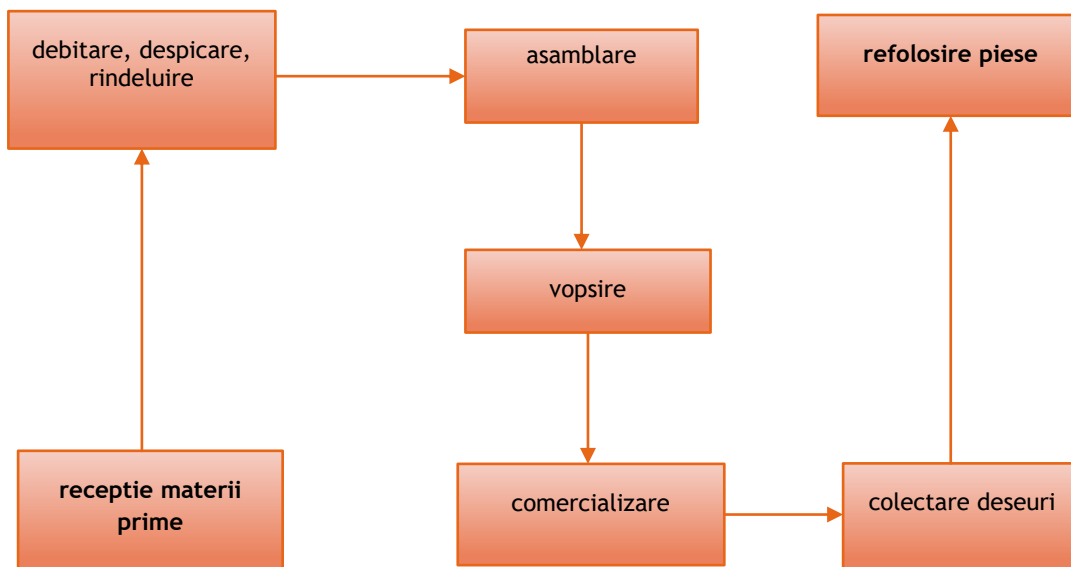 debitare, despicare,
rindeluire
asamblare
refolosire piese
vopsire
receptie materii
prime
comercializare
colectare deseuri